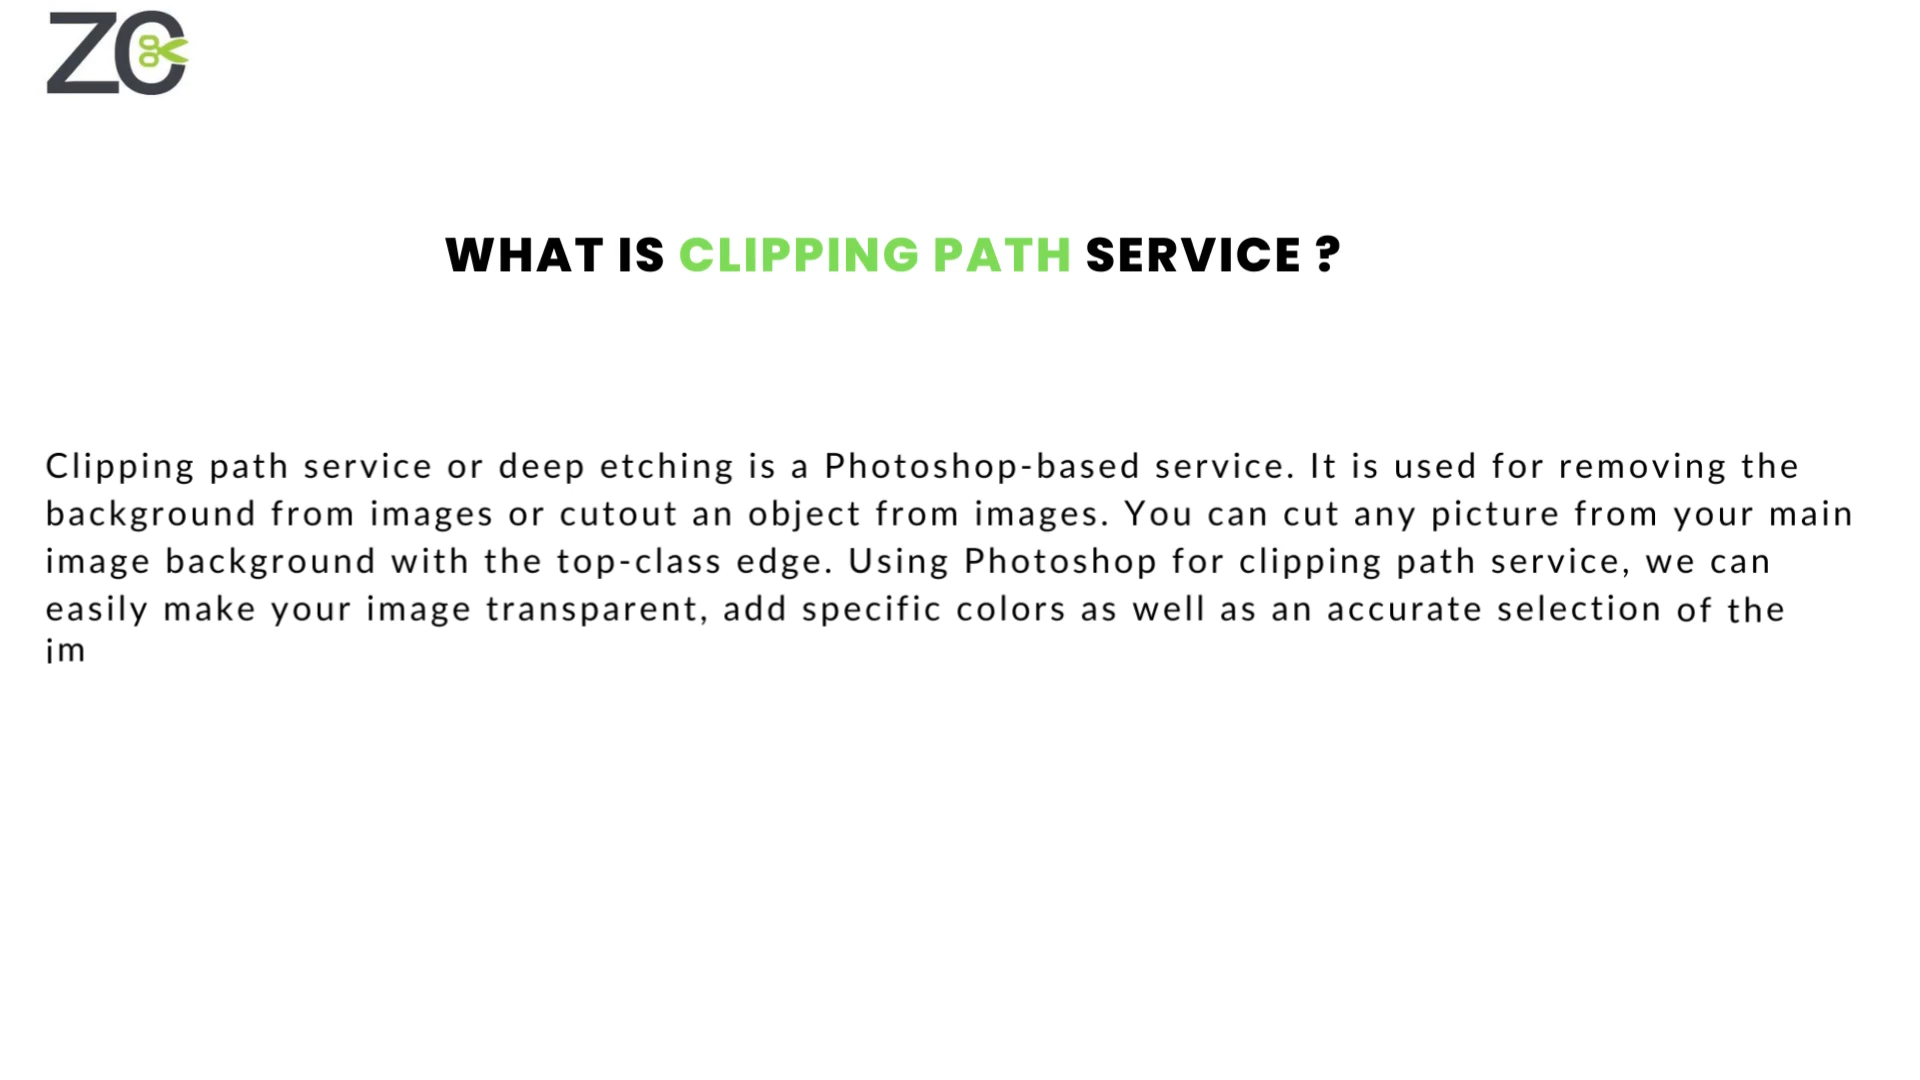 ZC
WHAT IS CLIPPING PATH SERVICE ?
Clipping path service or deep etching is a Photoshop-based service. It is used for removing the
background from images or cutout an object from images. You can cut any picture from your main
image background with the top-class edge. Using Photoshop for clipping path service, we can
easily make your image transparent, add specific colors as well as an accurate selection of the
im